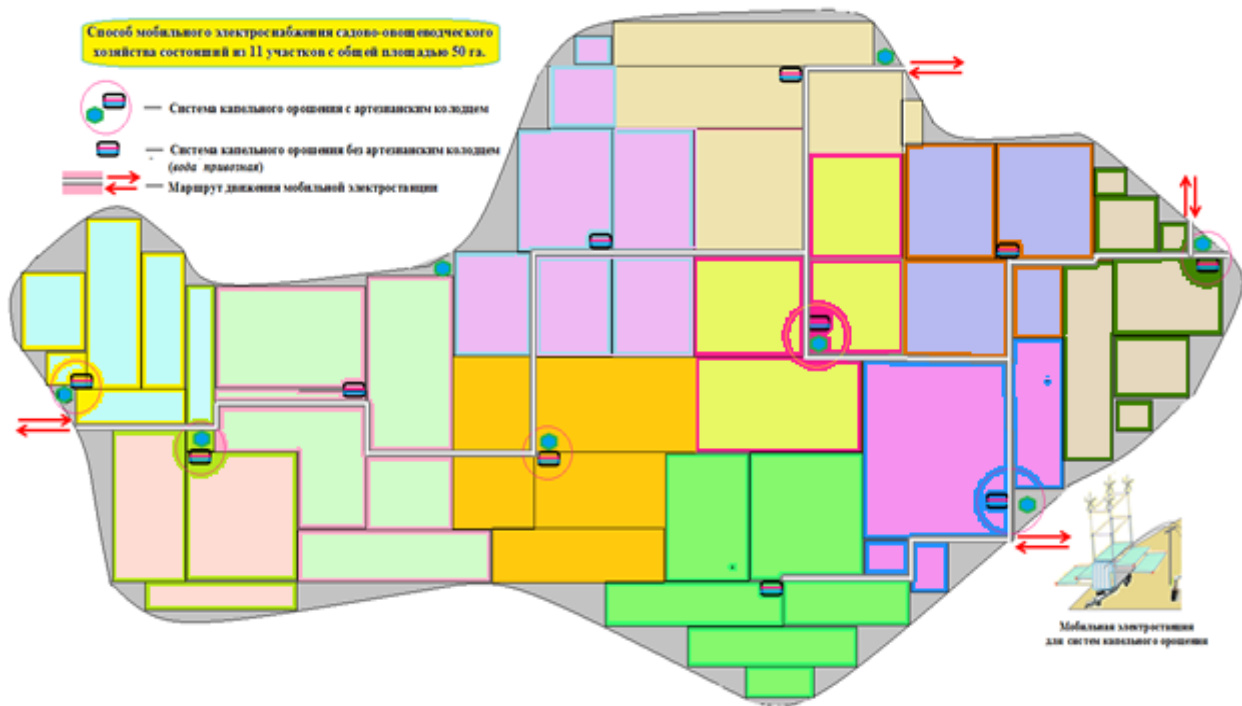 Способ мобильного электроснабжения садово-овощеводческого
хозяйства состоящий из 11 участков с общей площадью 50 га.
— Система капельного орошения с артезианским колодцем
— Система капельного орошения без артезианским колодцем
(вода привозная)
— Маршрут движения мобильной электростанции
Мобильная электростанция
для систем капельного орошения